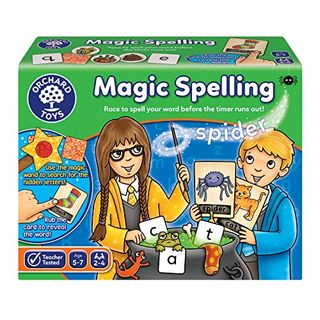 ORCHARD
TOYS
Magic Spelling
Race to spell your word before the timer runs out!
spider
Use the magic
wand to search for the
hidden letters!
Rub the
card to reveal
the word!
spider
cat
c
t
a
Teacher
Tested
Age
5-7
2-4